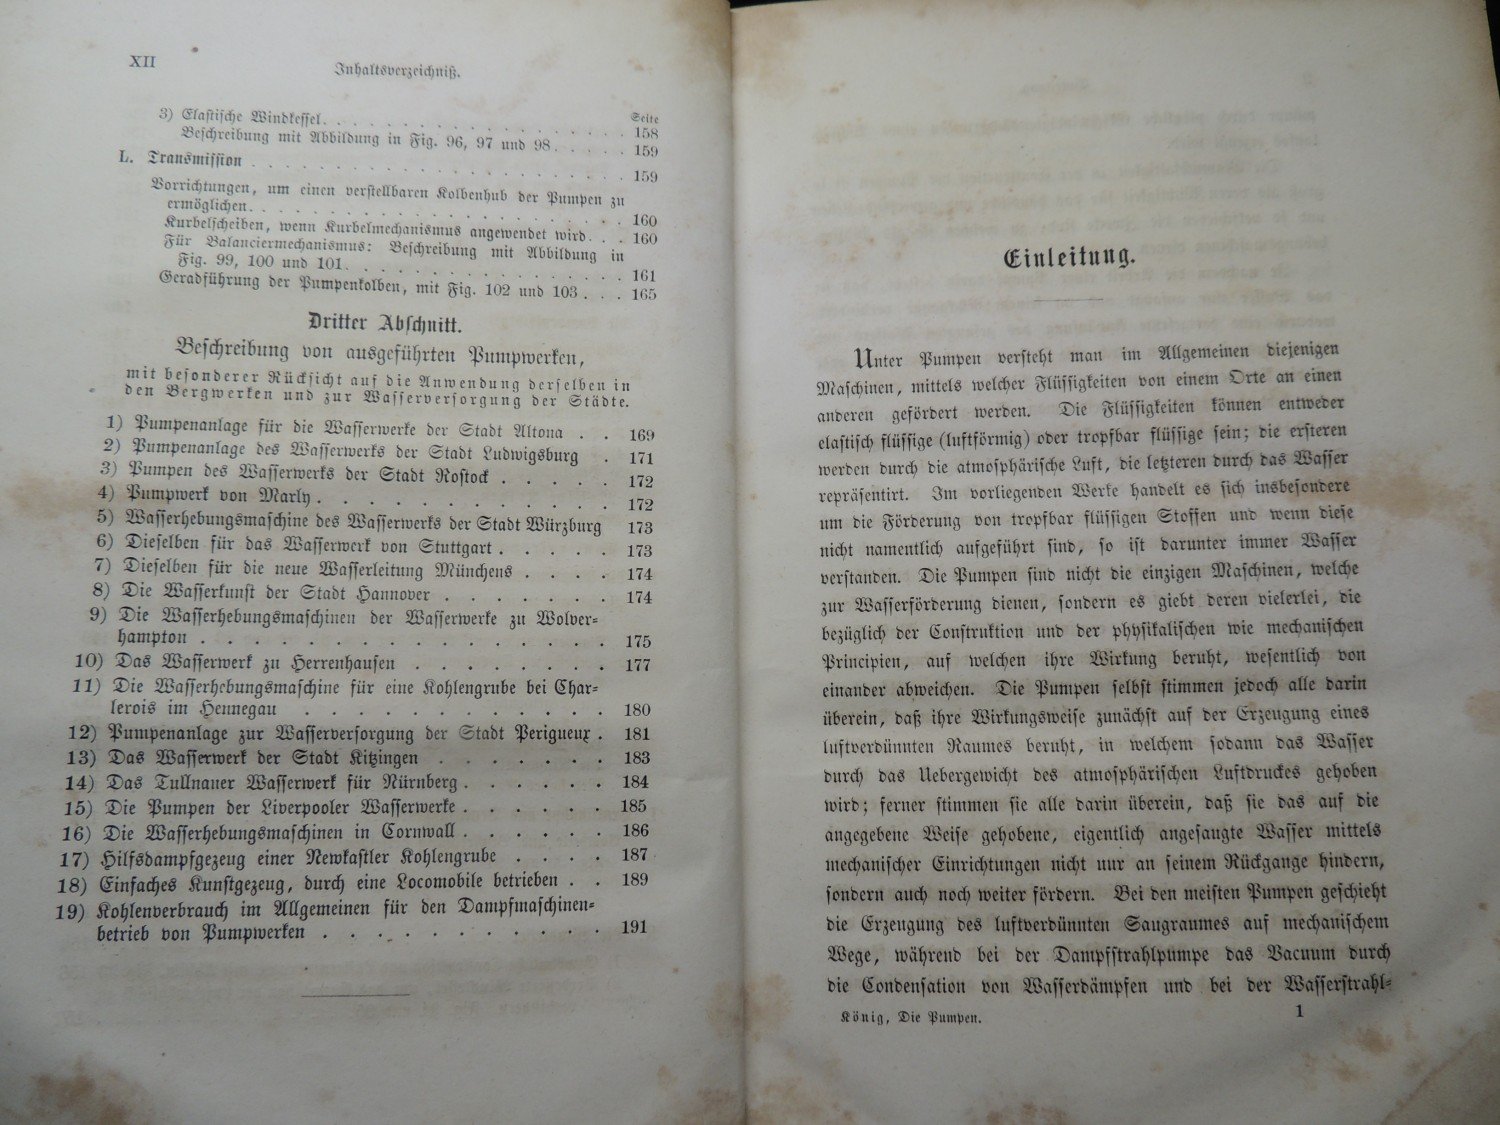 XII
Inhaltsverzeichniß.
Seite
3) Elastische Windkessel. . . . . . . . . . . . . . 158
Beschreibung mit Abbildung in Fig. 96, 97 und 98. . . . . 159
L. Transmission . . . . . . . . . . . . . . . . . 159
Vorrichtungen, um einen verstellbaren Kolbenhub der Pumpen zu
ermöglichen. . . . . . . . . . . . . . . . . 160
Kurbelscheiben, wenn Kurbelmechanismus angewendet wird. . . 160
Für Balanciermechanismus: Beschreibung mit Abbildung in
Fig. 99, 100 und 101. . . . . . . . . . . . . . 161
Geradführung der Pumpenkolben, mit Fig. 102 und 103 . . . 165
Dritter Abschnitt.
Beschreibung von ausgeführten Pumpwerken,
mit besonderer Rücksicht auf die Anwendung derselben in
den Bergwerken und zur Wasserversorgung der Städte.
1) Pumpenanlage für die Wasserwerke der Stadt Altona . . 169
2) Pumpenanlage des Wasserwerks der Stadt Ludwigsburg . 171
3) Pumpen des Wasserwerks der Stadt Rostock . . . . . 172
4) Pumpwerk von Marly . . . . . . . . . . . . 172
5) Wasserhebungsmaschine des Wasserwerks der Stadt Würzburg 173
6) Dieselben für das Wasserwerk von Stuttgart . . . . . 173
7) Dieselben für die neue Wasserleitung Münchens . . . . 174
8) Die Wasserkunst der Stadt Hannover . . . . . . . 174
9) Die Wasserhebungsmaschinen der Wasserwerke zu Wolver=
hampton . . . . . . . . . . . . . . . . 175
10) Das Wasserwerk zu Herrenhausen . . . . . . . . 177
11) Die Wasserhebungsmaschine für eine Kohlengrube bei Char=
lerois im Hennegau . . . . . . . . . . . . 180
12) Pumpenanlage zur Wasserversorgung der Stadt Perigueux . 181
13) Das Wasserwerk der Stadt Kitzingen . . . . . . . 183
14) Das Tullnauer Wasserwerk für Nürnberg . . . . . . 184
15) Die Pumpen der Liverpooler Wasserwerke . . . . . . 185
16) Die Wasserhebungsmaschinen in Cornwall . . . . . . 186
17) Hilfsdampfgezeug einer Newkastler Kohlengrube . . . . 187
18) Einfaches Kunstgezeug, durch eine Locomobile betrieben . . 189
19) Kohlenverbrauch im Allgemeinen für den Dampfmaschinen=
betrieb von Pumpwerken . . . . . . . . . . . 191
Einleitung.
Unter Pumpen versteht man im Allgemeinen diejenigen
Maschinen, mittels welcher Flüssigkeiten von einem Orte an einen
anderen gefördert werden. Die Flüssigkeiten können entweder
elastisch flüssige (luftförmig) oder tropfbar flüssige sein; die ersteren
werden durch die atmosphärische Luft, die letzteren durch das Wasser
repräsentirt. Im vorliegenden Werke handelt es sich insbesondere
um die Förderung von tropfbar flüssigen Stoffen und wenn diese
nicht namentlich aufgeführt sind, so ist darunter immer Wasser
verstanden. Die Pumpen sind nicht die einzigen Maschinen, welche
zur Wasserförderung dienen, sondern es giebt deren vielerlei, die
bezüglich der Construktion und der physikalischen wie mechanischen
Principien, auf welchen ihre Wirkung beruht, wesentlich von
einander abweichen. Die Pumpen selbst stimmen jedoch alle darin
überein, daß ihre Wirkungsweise zunächst auf der Erzeugung eines
luftverdünnten Raumes beruht, in welchem sodann das Wasser
durch das Uebergewicht des atmosphärischen Luftdruckes gehoben
wird; ferner stimmen sie alle darin überein, daß sie das auf die
angegebene Weise gehobene, eigentlich angesaugte Wasser mittels
mechanischer Einrichtungen nicht nur an seinem Rückgange hindern,
sondern auch noch weiter fördern. Bei den meisten Pumpen geschieht
die Erzeugung des luftverdünnten Saugraumes auf mechanischem
Wege, während bei der Dampfstrahlpumpe das Vacuum durch
die Condensation von Wasserdämpfen und bei der Wasserstrahl=
König, Die Pumpen.
1